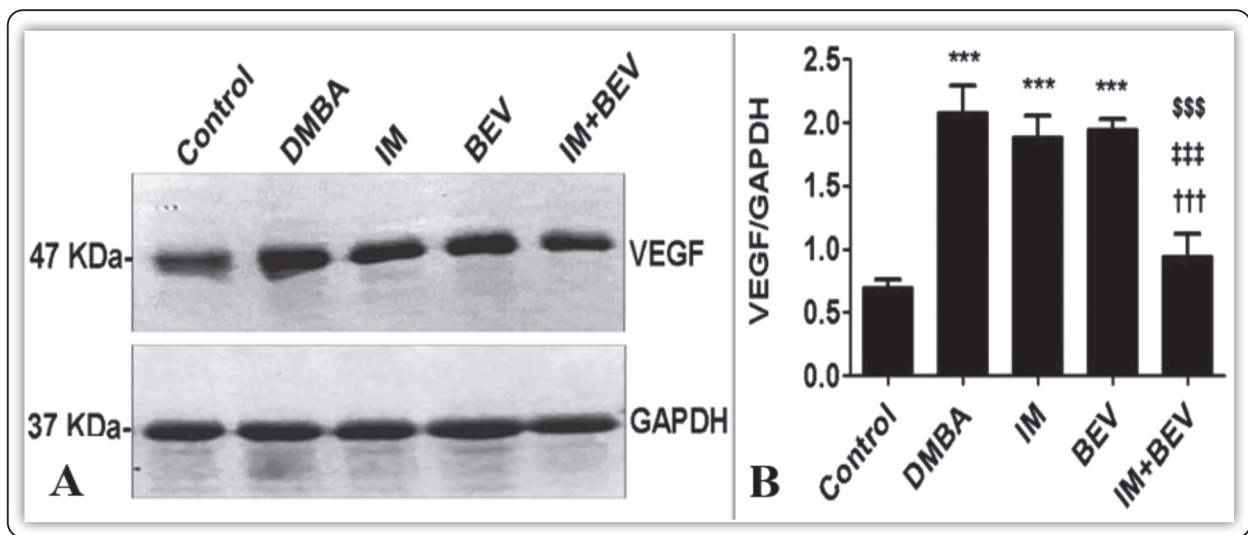 Control DMBA IM BEV IM+BEV
47 KDa- VEGF
37 KDa- GAPDH
A
VEGF/GAPDH
2.5
2.0
1.5
1.0
0.5
0.0
***
***
***
$$$
‡‡‡
†††
Control DMBA IM BEV IM+BEV
B